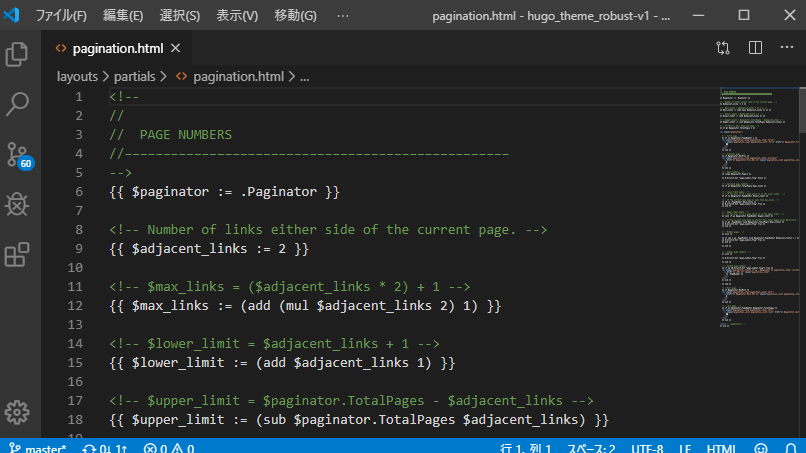 ファイル(F) 編集(E) 選択(S) 表示(V) 移動(G) ··· pagination.html - hugo_theme_robust-v1 - ...
<> pagination.html ×
layouts > partials > <> pagination.html > ...
1 <!--
2 //
3 //  PAGE NUMBERS
4 //--------------------------------------------------
5 -->
6 {{ $paginator := .Paginator }}
7
8 <!-- Number of links either side of the current page. -->
9 {{ $adjacent_links := 2 }}
10
11 <!-- $max_links = ($adjacent_links * 2) + 1 -->
12 {{ $max_links := (add (mul $adjacent_links 2) 1) }}
13
14 <!-- $lower_limit = $adjacent_links + 1 -->
15 {{ $lower_limit := (add $adjacent_links 1) }}
16
17 <!-- $upper_limit = $paginator.TotalPages - $adjacent_links -->
18 {{ $upper_limit := (sub $paginator.TotalPages $adjacent_links) }}
19
60
master* 0↓ 1↑ 0 0 行 1、列 1 スペース: 2 UTF-8 LF HTML